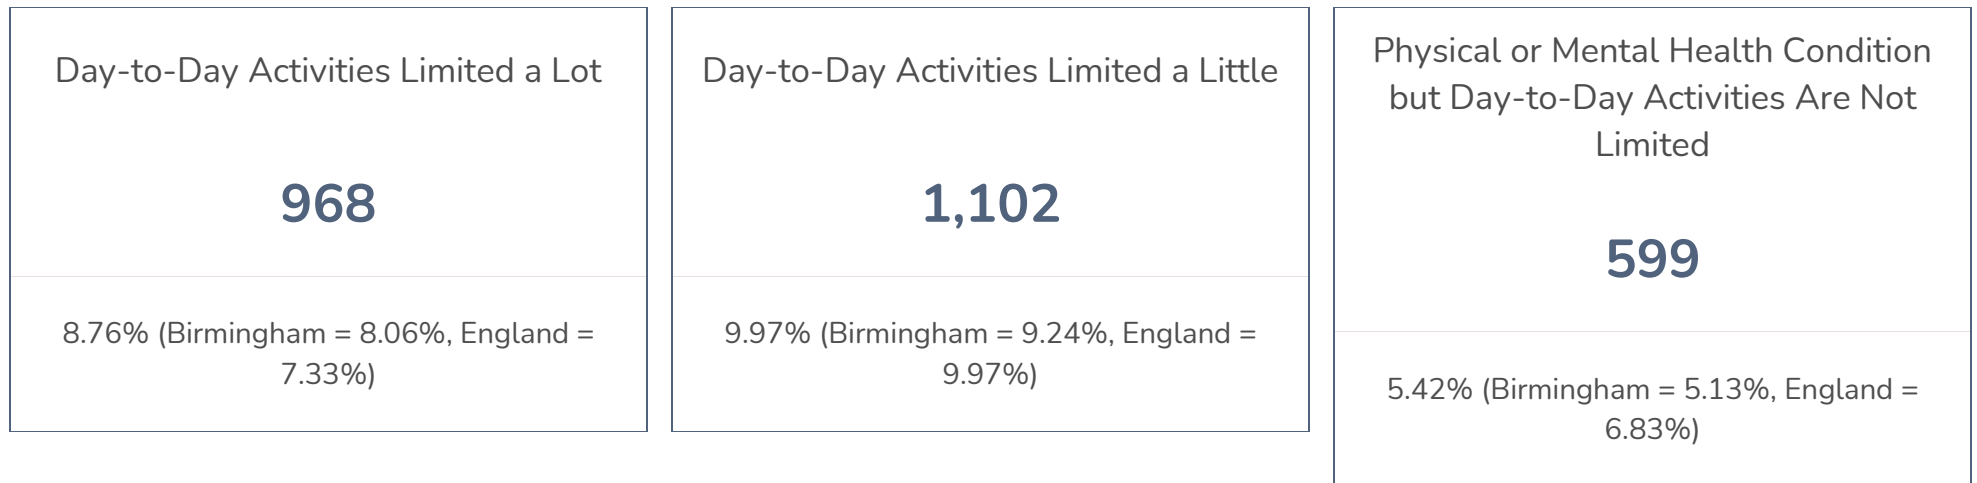 Day-to-Day Activities Limited a Lot
968
8.76% (Birmingham = 8.06%, England =
7.33%)
Day-to-Day Activities Limited a Little
1,102
9.97% (Birmingham = 9.24%, England =
9.97%)
Physical or Mental Health Condition
but Day-to-Day Activities Are Not
Limited
599
5.42% (Birmingham = 5.13%, England =
6.83%)